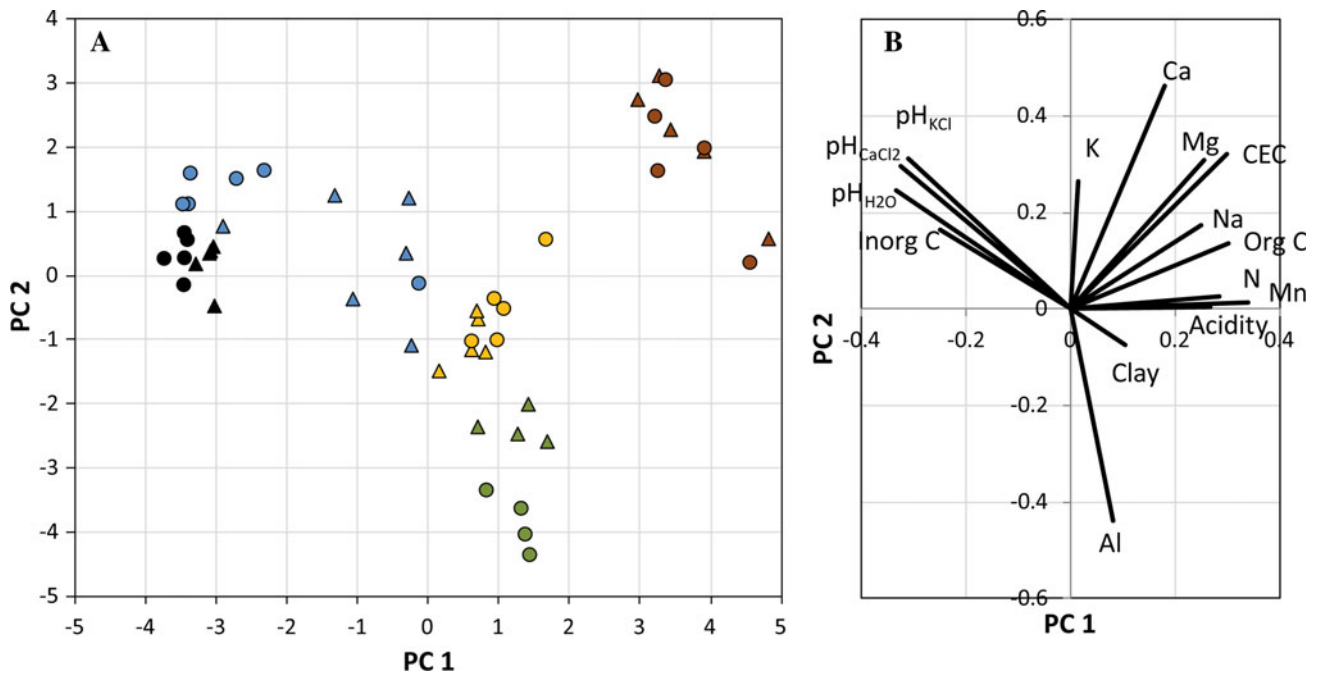 A
4
3
2
1
0
-1
-2
-3
-4
-5
PC 2
-5 -4 -3 -2 -1 0 1 2 3 4 5
PC 1
B
0.6
0.4
0.2
0
-0.2
-0.4
-0.6
PC 2
-0.4 -0.2 0 0.2 0.4
PC 1
Ca
pHKCl
K
Mg
CEC
pHCaCl2
pHH2O
Na
Inorg C
Org C
N
Mn
Acidity
Clay
Al